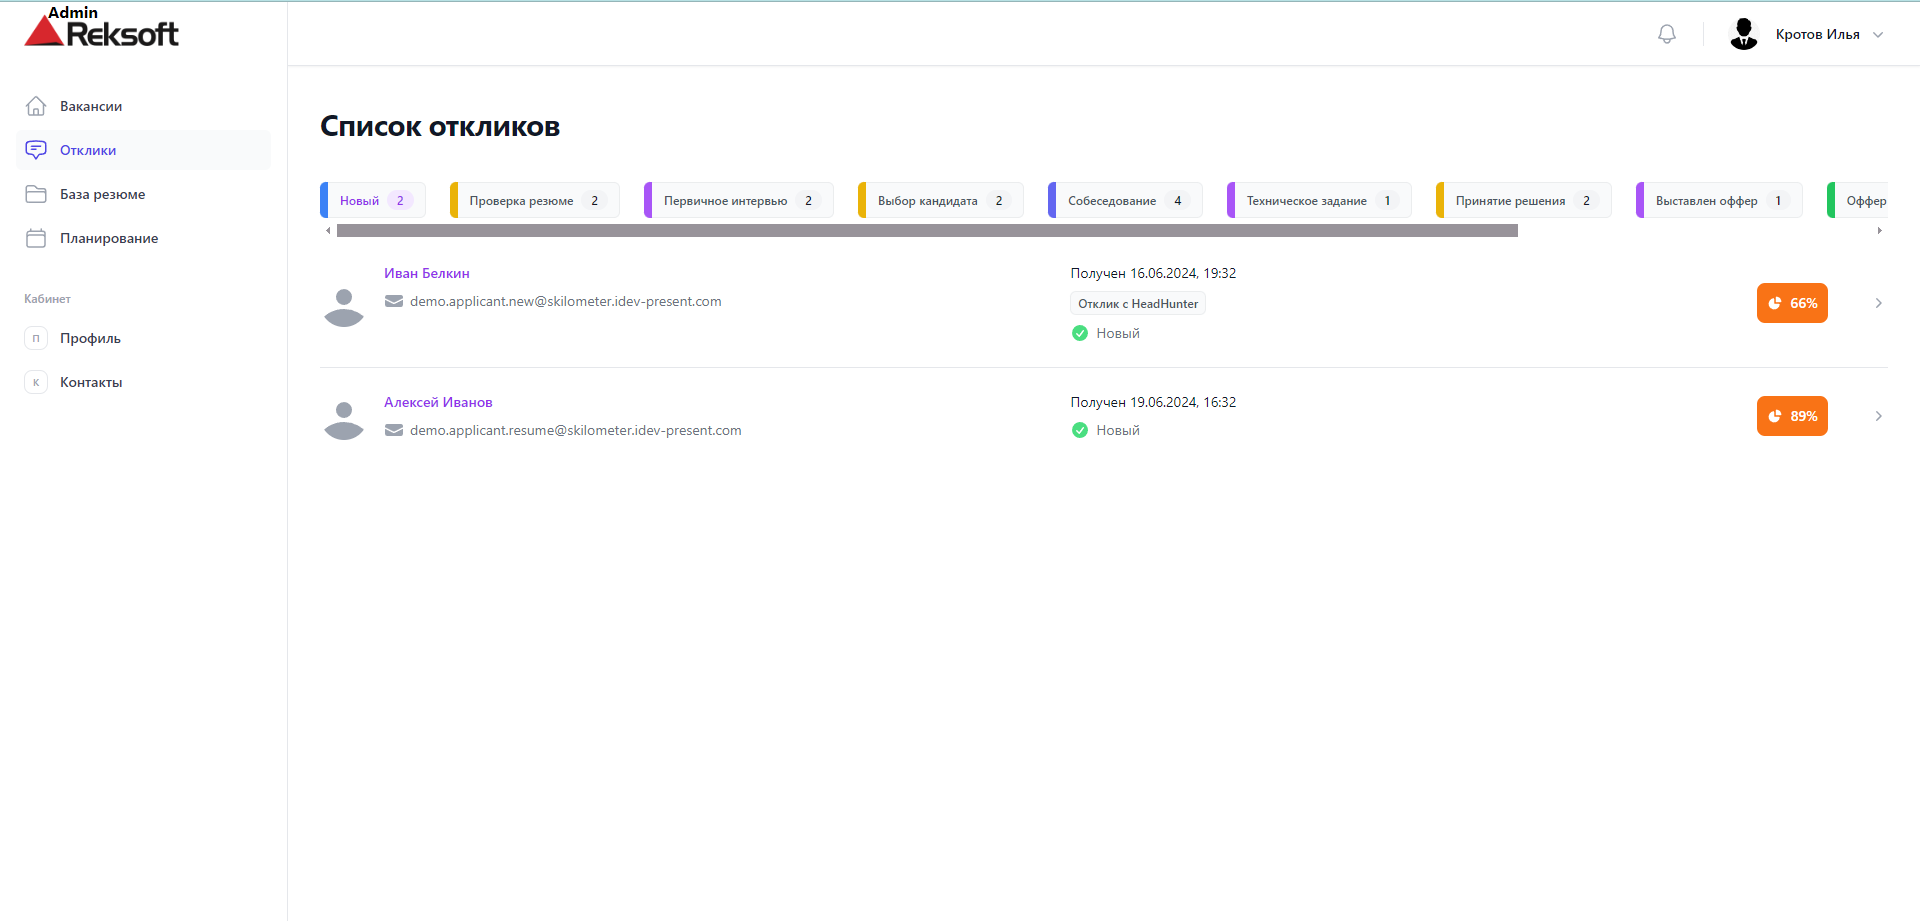 Admin
Reksoft
Кротов Илья
Вакансии
Отклики
База резюме
Планирование
Кабинет
П Профиль
К Контакты
Список откликов
Новый 2 Проверка резюме 2 Первичное интервью 2 Выбор кандидата 2 Собеседование 4 Техническое задание 1 Принятие решения 2 Выставлен оффер 1 Оффер
Иван Белкин
demo.applicant.new@skilometer.idev-present.com
Получен 16.06.2024, 19:32
Отклик с HeadHunter
Новый
66%
Алексей Иванов
demo.applicant.resume@skilometer.idev-present.com
Получен 19.06.2024, 16:32
Новый
89%